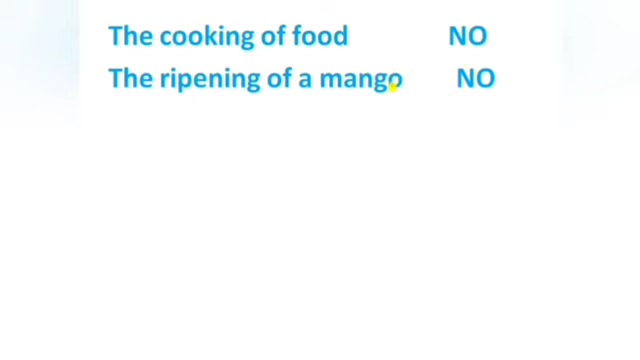 The cooking of food NO
The ripening of a mango NO